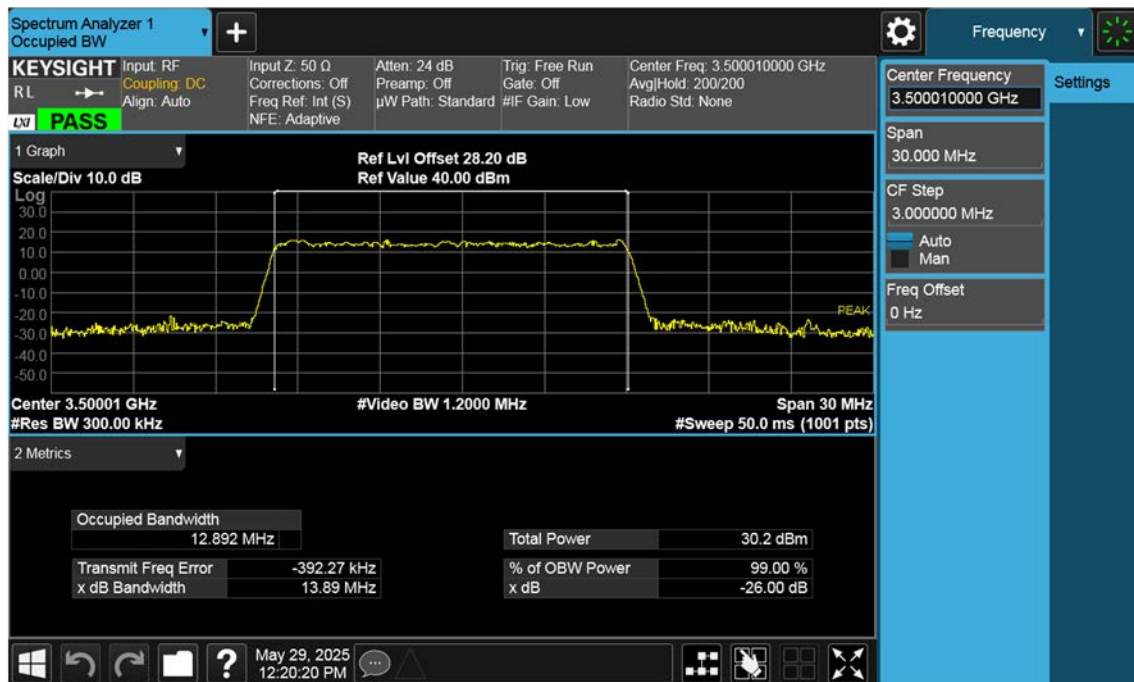 Spectrum Analyzer 1
Occupied BW
Frequency
KEYSIGHT
RL
LXI PASS
Input: RF
Coupling: DC
Align: Auto
Input Z: 50 Ω
Corrections: Off
Freq Ref: Int (S)
NFE: Adaptive
Atten: 24 dB
Preamp: Off
µW Path: Standard
Trig: Free Run
Gate: Off
#IF Gain: Low
Center Freq: 3.500010000 GHz
Avg|Hold: 200/200
Radio Std: None
Center Frequency
3.500010000 GHz
Settings
Span
30.000 MHz
CF Step
3.000000 MHz
Auto
Man
Freq Offset
0 Hz
1 Graph
Scale/Div 10.0 dB
Ref Lvl Offset 28.20 dB
Ref Value 40.00 dBm
Log
30.0
20.0
10.0
0.00
-10.0
-20.0
-30.0
-40.0
-50.0
PEAK
Center 3.50001 GHz
#Video BW 1.2000 MHz
Span 30 MHz
#Res BW 300.00 kHz
#Sweep 50.0 ms (1001 pts)
2 Metrics
Occupied Bandwidth
12.892 MHz
Total Power 30.2 dBm
Transmit Freq Error -392.27 kHz
% of OBW Power 99.00 %
x dB Bandwidth 13.89 MHz
x dB -26.00 dB
May 29, 2025
12:20:20 PM